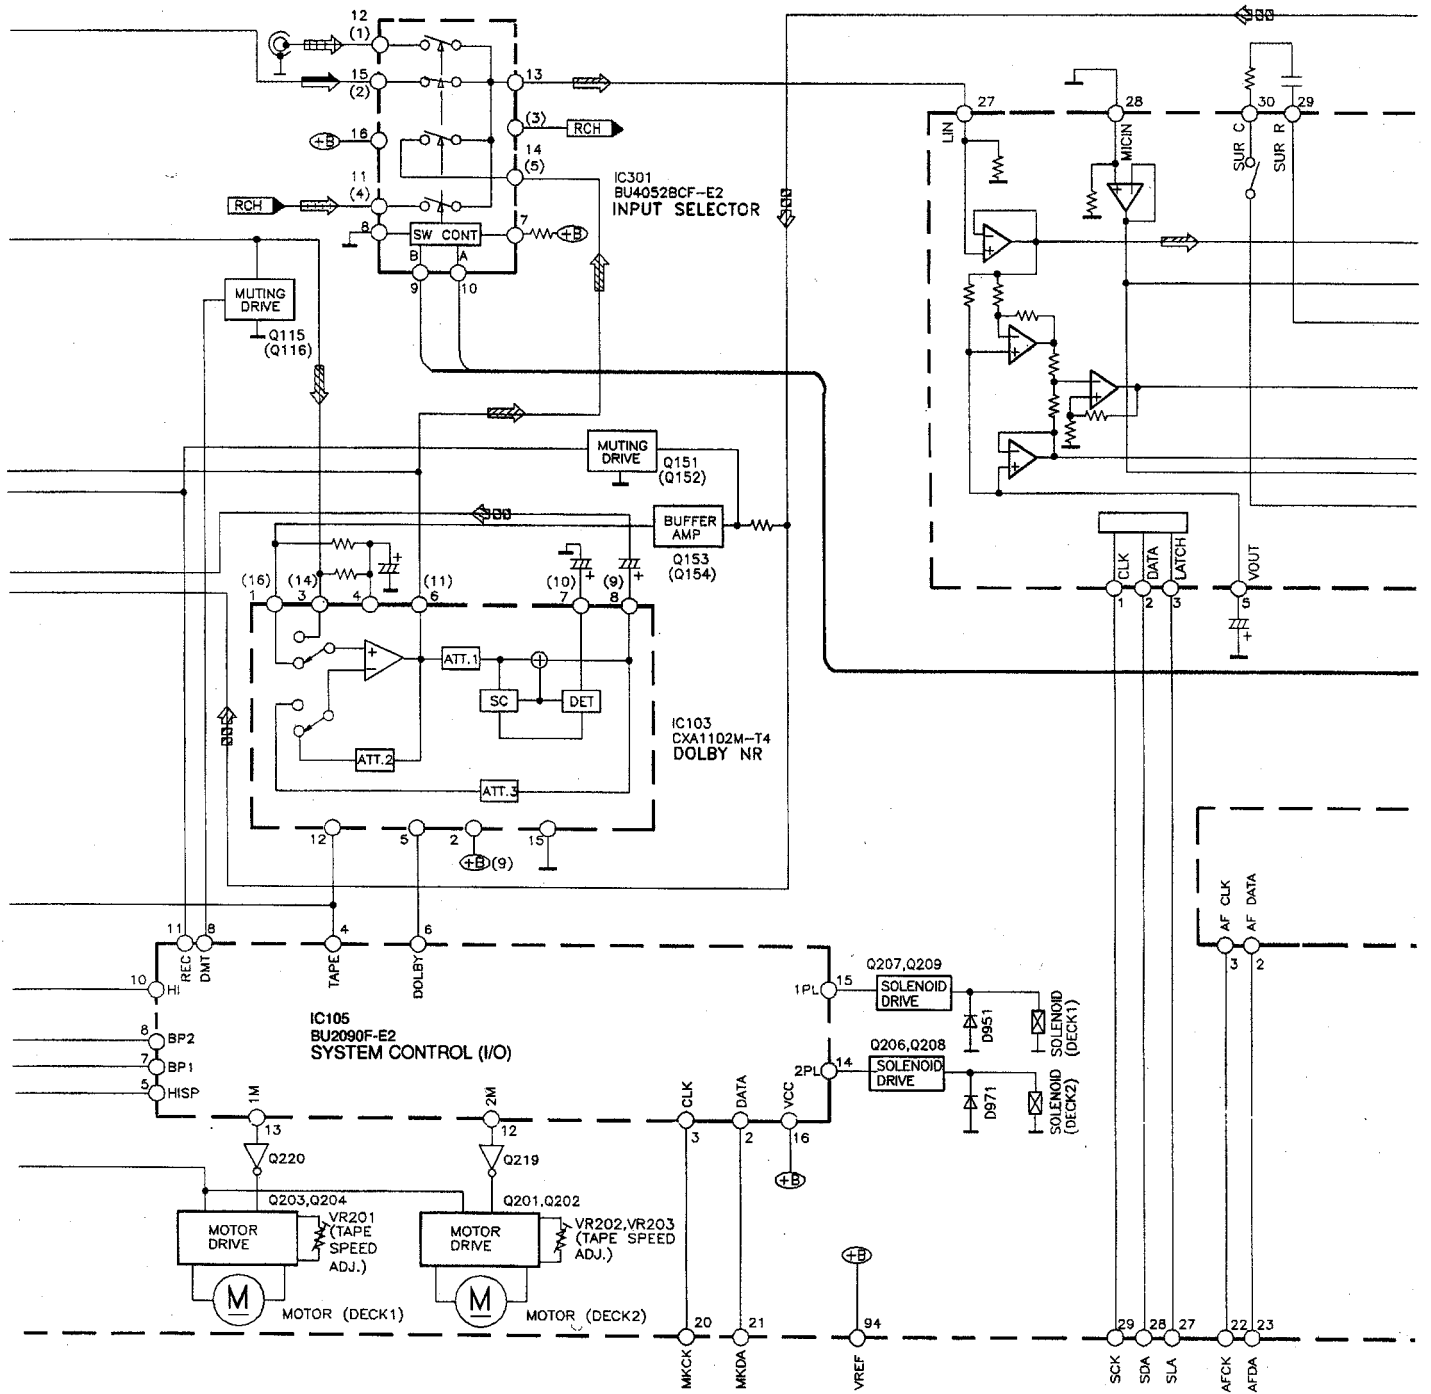 12
(1)
15
(2)
13
(3)
RCH
+B
16
14
(5)
11
(4)
RCH
8
SW CONT
7
+B
B
A
9
10
IC301
BU4052BCF-E2
INPUT SELECTOR
MUTING
DRIVE
Q115
(Q116)
27
28
30
29
LIN
MICIN
SUR C
SUR R
MUTING
DRIVE
Q151
(Q152)
BUFFER
AMP
Q153
(Q154)
(16)
(14)
(11)
(10)
(9)
1
3
4
6
7
8
ATT.1
SC
DET
ATT.2
ATT.3
IC103
CXA1102M-T4
DOLBY NR
12
5
2
15
+B
(9)
CLK
DATA
LATCH
VOUT
1
2
3
5
AF CLK
AF DATA
3
2
11
8
4
6
REC
DMT
TAPE
DOLBY
10
HI
8
BP2
7
BP1
5
HISP
IC105
BU2090F-E2
SYSTEM CONTROL (I/O)
1PL
15
Q207,Q209
SOLENOID
DRIVE
D951
SOLENOID
(DECK1)
2PL
14
Q206,Q208
SOLENOID
DRIVE
D971
SOLENOID
(DECK2)
1M
2M
CLK
DATA
VCC
13
12
3
2
16
Q220
Q219
+B
Q203,Q204
MOTOR
DRIVE
VR201
(TAPE
SPEED
ADJ.)
Q201,Q202
MOTOR
DRIVE
VR202,VR203
(TAPE SPEED
ADJ.)
M
MOTOR (DECK1)
M
MOTOR (DECK2)
+B
20
21
94
29
28
27
22
23
MKCK
MKDA
VREF
SCK
SDA
SLA
AFCK
AFDA